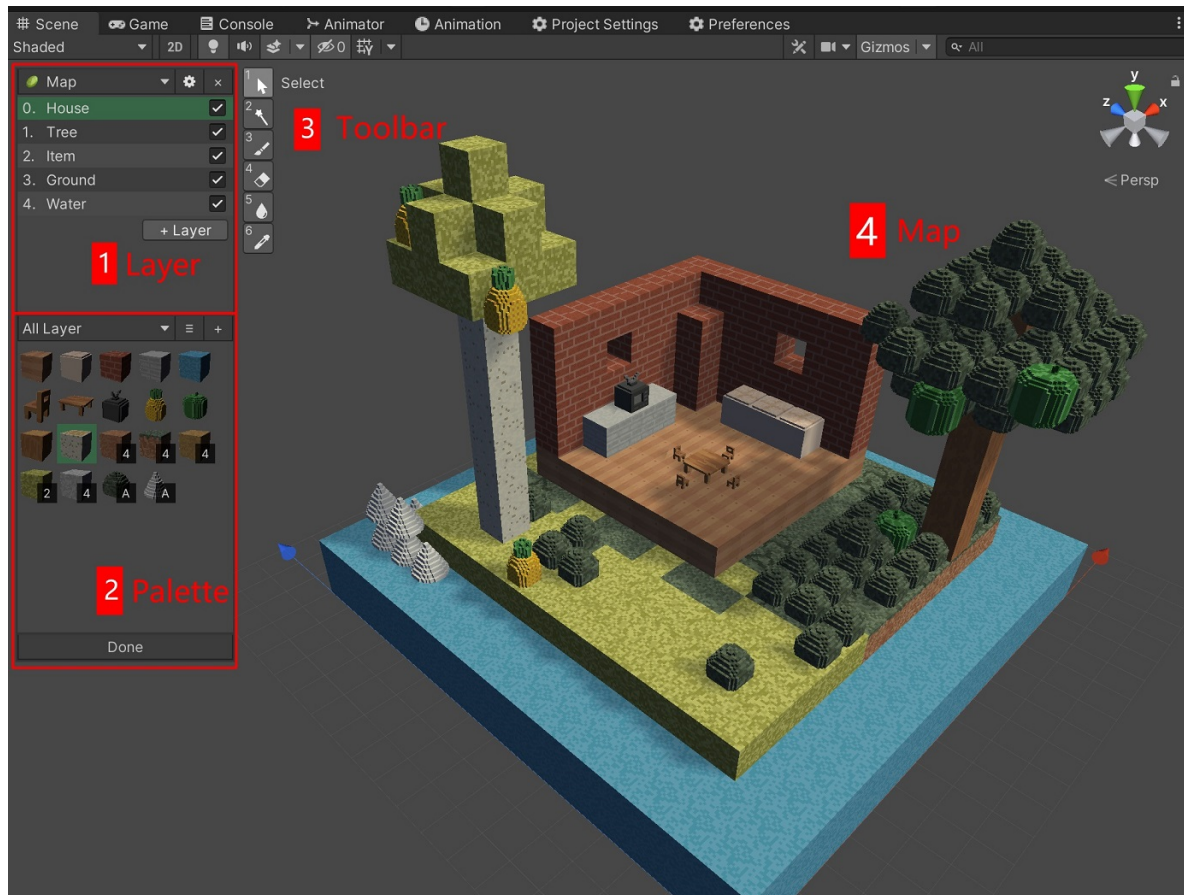 Scene Game Console Animator Animation Project Settings Preferences
Shaded 2D 0 Gizmos All
Map
0. House
1. Tree
2. Item
3. Ground
4. Water
+ Layer
1 Layer
All Layer
4 4 4
2 4 A A
2 Palette
Done
1 Select
2
3
4
5
6
3 Toolbar
4 Map
y
z x
Persp